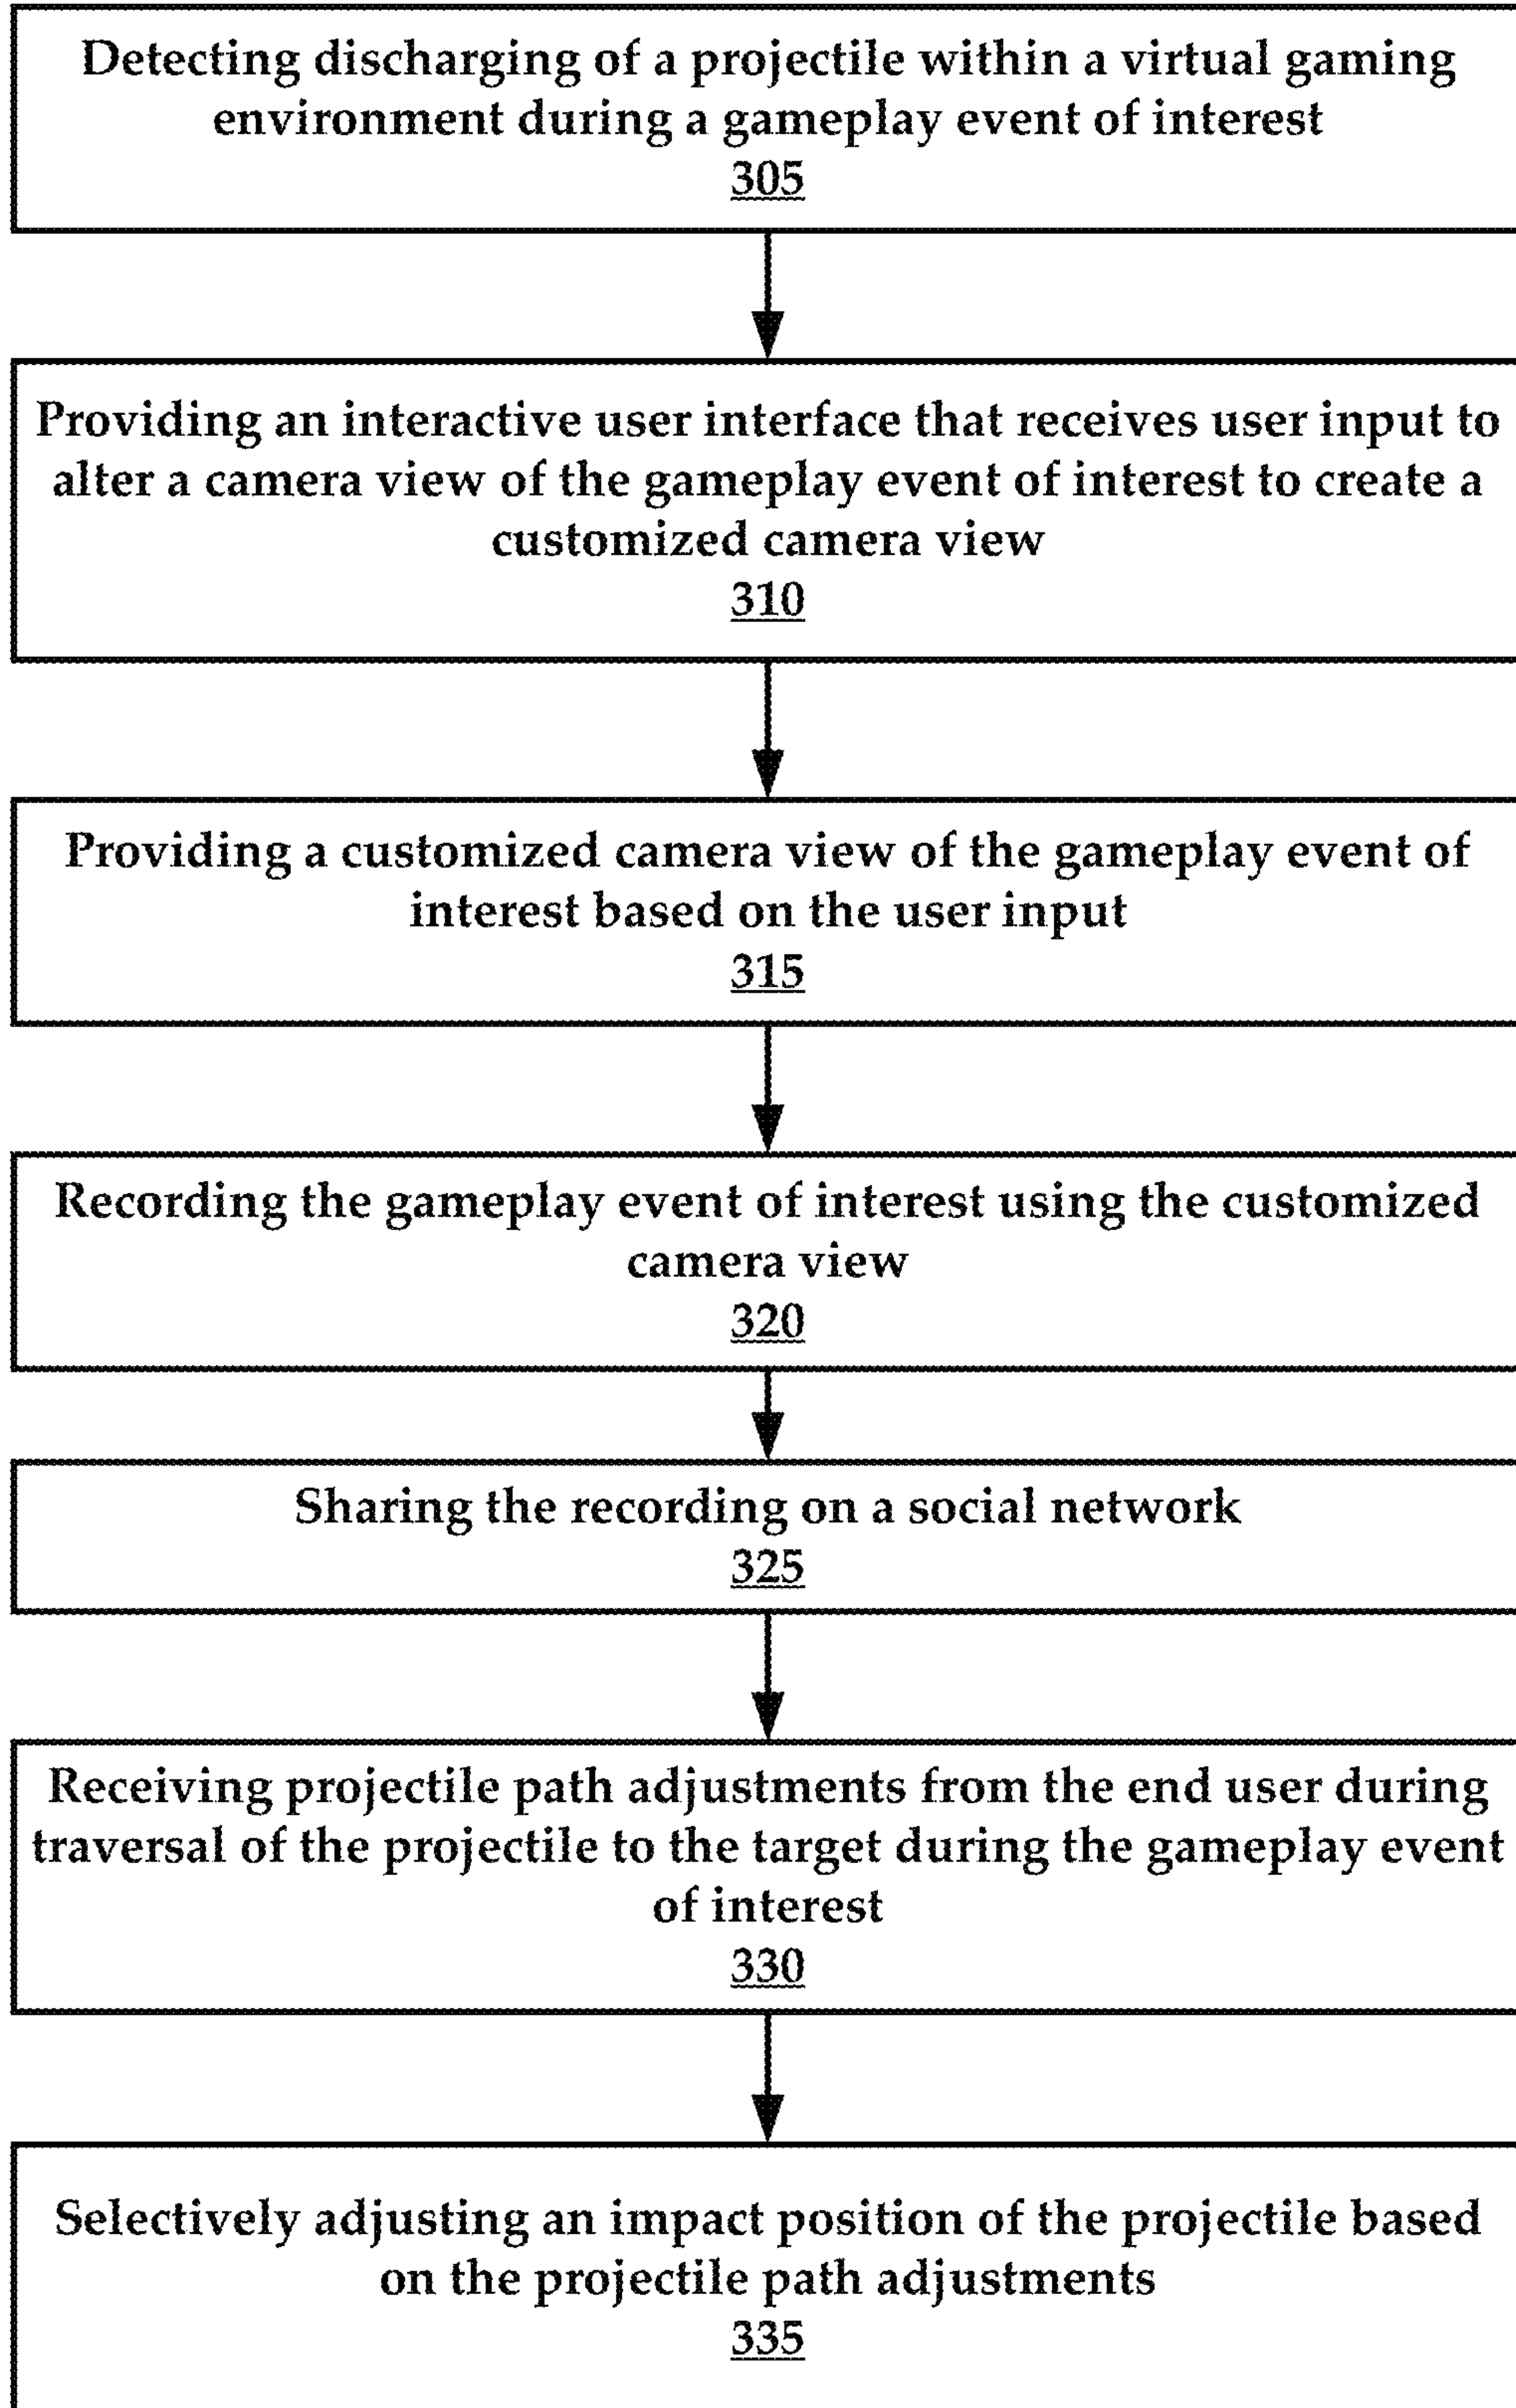 Detecting discharging of a projectile within a virtual gaming
environment during a gameplay event of interest
305
Providing an interactive user interface that receives user input to
alter a camera view of the gameplay event of interest to create a
customized camera view
310
Providing a customized camera view of the gameplay event of
interest based on the user input
315
Recording the gameplay event of interest using the customized
camera view
320
Sharing the recording on a social network
325
Receiving projectile path adjustments from the end user during
traversal of the projectile to the target during the gameplay event
of interest
330
Selectively adjusting an impact position of the projectile based
on the projectile path adjustments
335